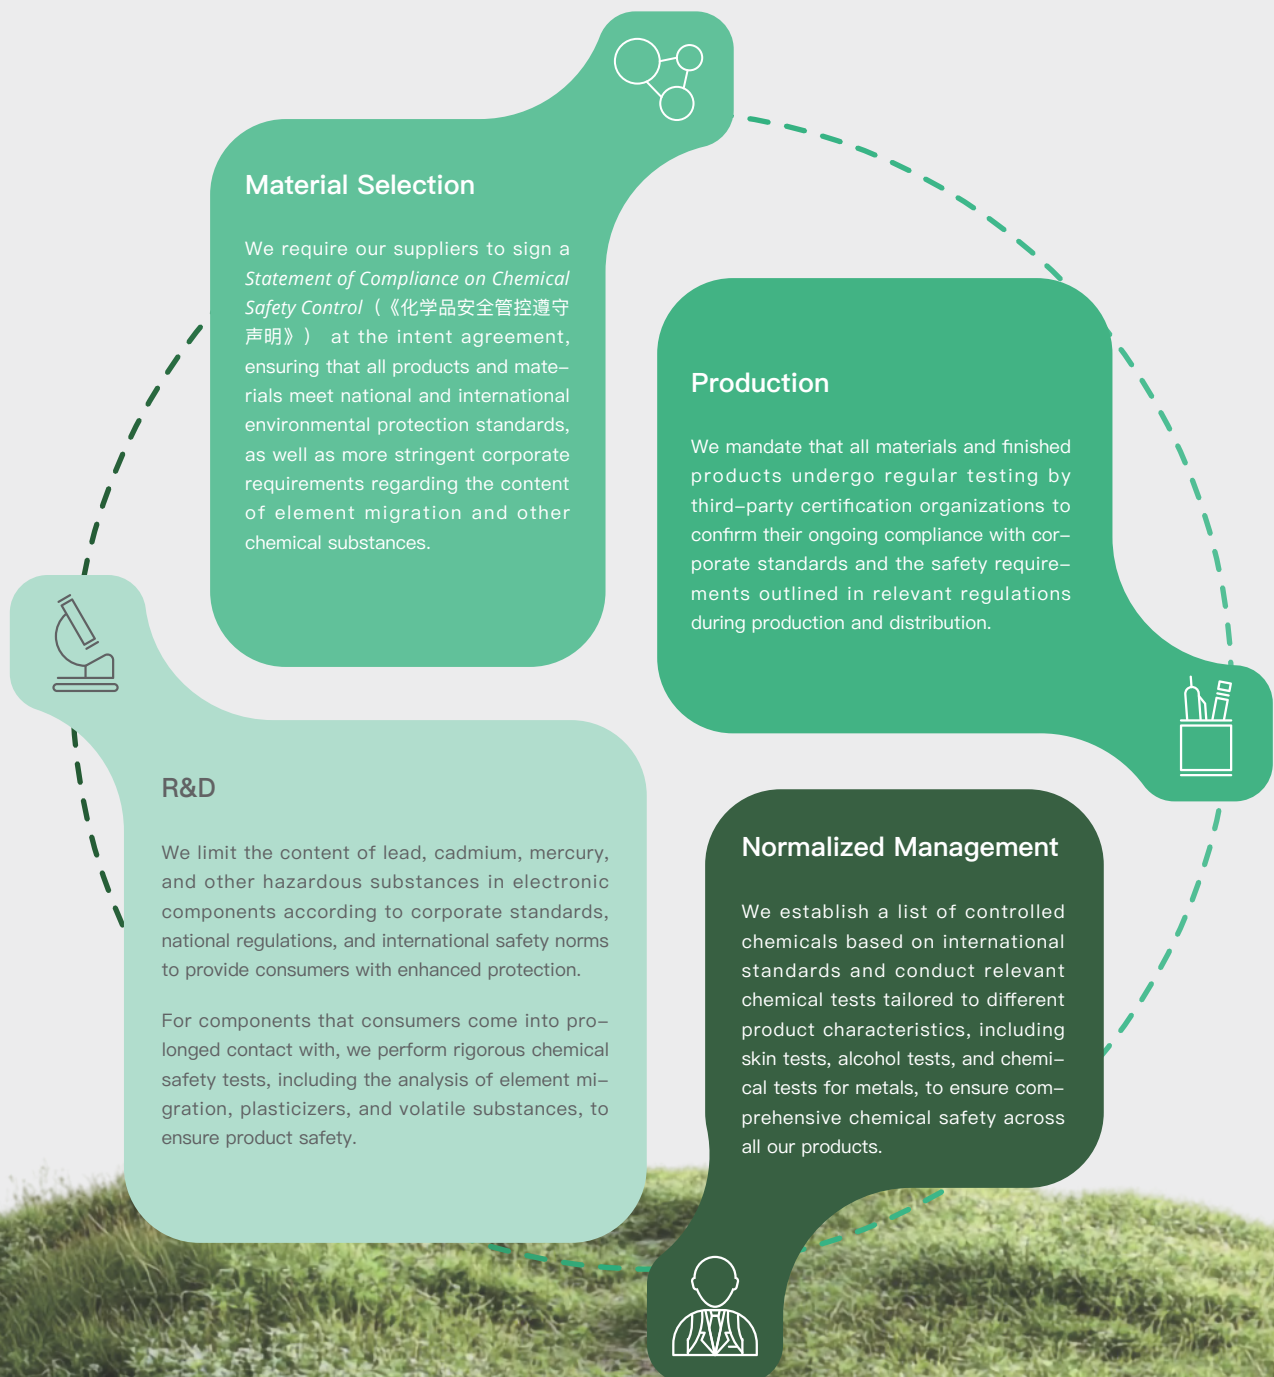 Material Selection
We require our suppliers to sign a
Statement of Compliance on Chemical
Safety Control（《化学品安全管控遵守
声明》） at the intent agreement,
ensuring that all products and mate-
rials meet national and international
environmental protection standards,
as well as more stringent corporate
requirements regarding the content
of element migration and other
chemical substances.
Production
We mandate that all materials and finished
products undergo regular testing by
third-party certification organizations to
confirm their ongoing compliance with cor-
porate standards and the safety require-
ments outlined in relevant regulations
during production and distribution.
R&D
We limit the content of lead, cadmium, mercury,
and other hazardous substances in electronic
components according to corporate standards,
national regulations, and international safety norms
to provide consumers with enhanced protection.
For components that consumers come into pro-
longed contact with, we perform rigorous chemical
safety tests, including the analysis of element mi-
gration, plasticizers, and volatile substances, to
ensure product safety.
Normalized Management
We establish a list of controlled
chemicals based on international
standards and conduct relevant
chemical tests tailored to different
product characteristics, including
skin tests, alcohol tests, and chemi-
cal tests for metals, to ensure com-
prehensive chemical safety across
all our products.